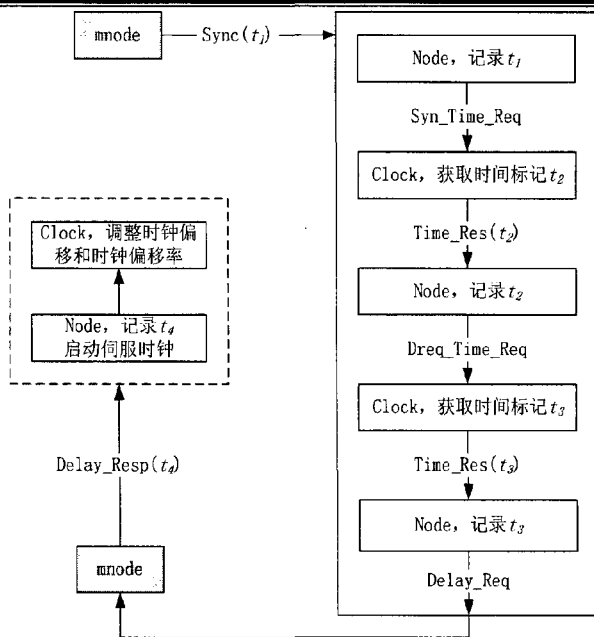 mnode
Sync(t₁)
Node, 记录t₁
Syn_Time_Req
Clock, 获取时间标记t₂
Time_Res(t₂)
Node, 记录t₂
Dreq_Time_Req
Clock, 获取时间标记t₃
Time_Res(t₃)
Node, 记录t₃
Delay_Req
mnode
Delay_Resp(t₄)
Node, 记录t₄
启动伺服时钟
Clock, 调整时钟偏
移和时钟偏移率